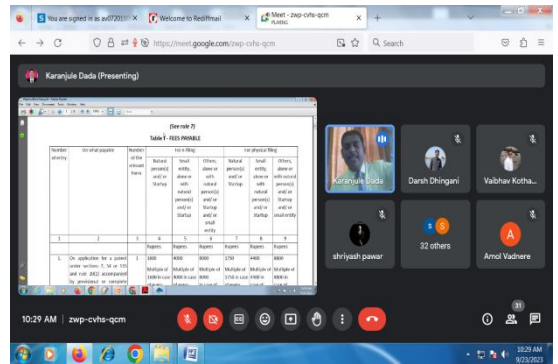 You are signed in as av07201
Welcome to Rediffmail
Meet - zwp-cvhs-qcm
PLAYING
https://meet.google.com/zwp-cvhs-qcm
Search
Karanjule Dada (Presenting)
(See rule 7)
Table I - FEES PAYABLE
Number of entry
On what payable
Number of the relevant Form
For e-filing
For physical filing
Natural person(s) and/ or Startup
Small entity, alone or with natural person(s) and/ or Startup
Others, alone or with natural person(s) and/ or Startup and/ or small entity
Natural person(s) and/ or Startup
Small entity, alone or with natural person(s) and/ or Startup
Others, alone or with natural person(s) and/ or Startup and/ or small entity
1 2 3 4 5 6 7 8 9
Rupees Rupees Rupees Rupees Rupees Rupees
1. On application for a patent 1 1600 4000 8000 1750 4400 8800
under sections 7, 54 or 135
and rule 20(1) accompanied
by provisional or complete
Multiple of
Multiple of
Multiple of
Multiple of
Multiple of
Multiple of
Karanjule Dada
Darsh Dhingani
Vaibhav Kotha...
shriyash pawar
S S
32 others
A
Amol Vadnere
10:29 AM | zwp-cvhs-qcm
31
10:29 AM
9/23/2023